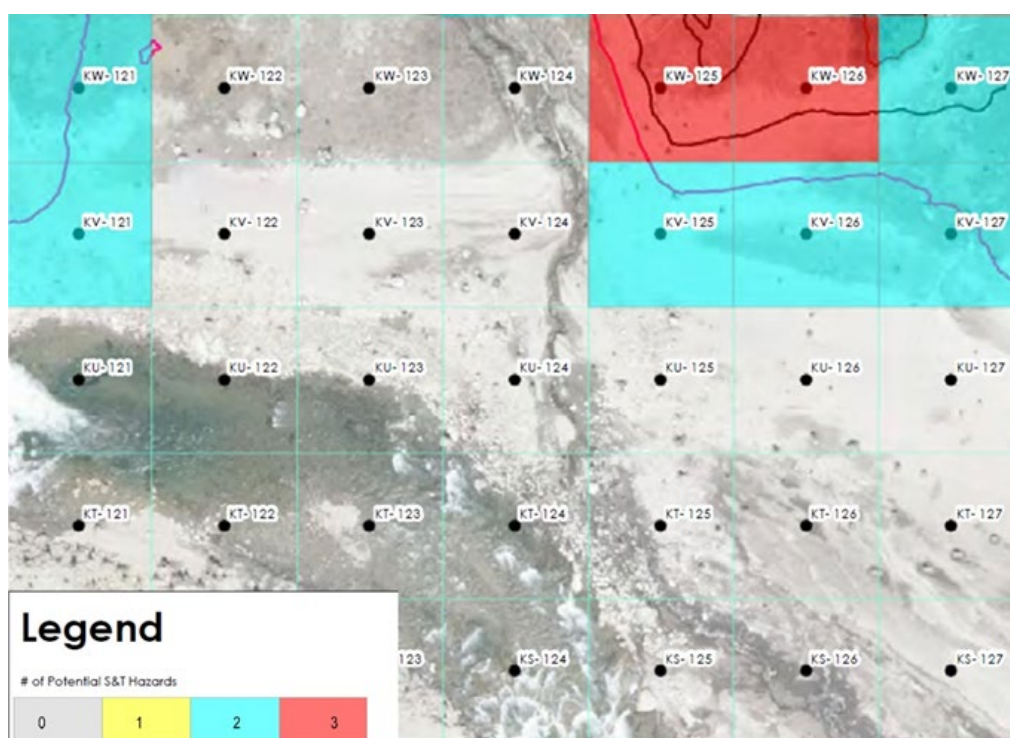 KW- 121 KW- 122 KW- 123 KW- 124 KW- 125 KW- 126 KW- 127
KV- 121 KV- 122 KV- 123 KV- 124 KV- 125 KV- 126 KV- 127
KU- 121 KU- 122 KU- 123 KU- 124 KU- 125 KU- 126 KU- 127
KT- 121 KT- 122 KT- 123 KT- 124 KT- 125 KT- 126 KT- 127
123 KS- 124 KS- 125 KS- 126 KS- 127
Legend
# of Potential S&T Hazards
0 1 2 3